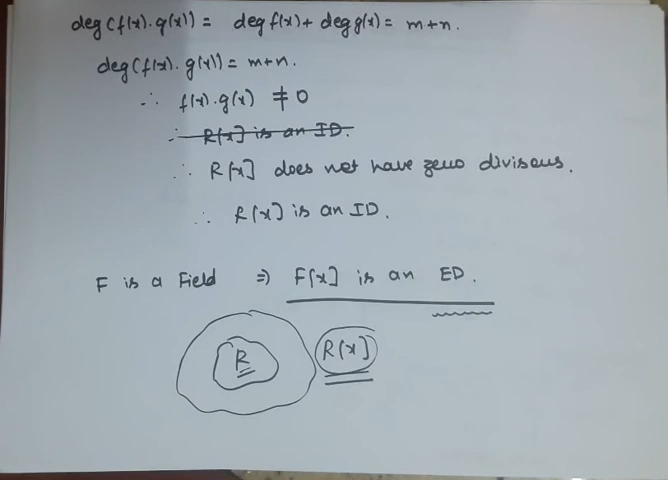 deg(f(x).g(x)) = deg f(x) + deg g(x) = m+n.
deg(f(x).g(x)) = m+n.
∴ f(x).g(x) ≠ 0
∴ R[x] is an ID.
∴ R[x] does not have zero divisors.
∴ R[x] is an ID.
F is a Field ⇒ F[x] is an ED.
R R[x]